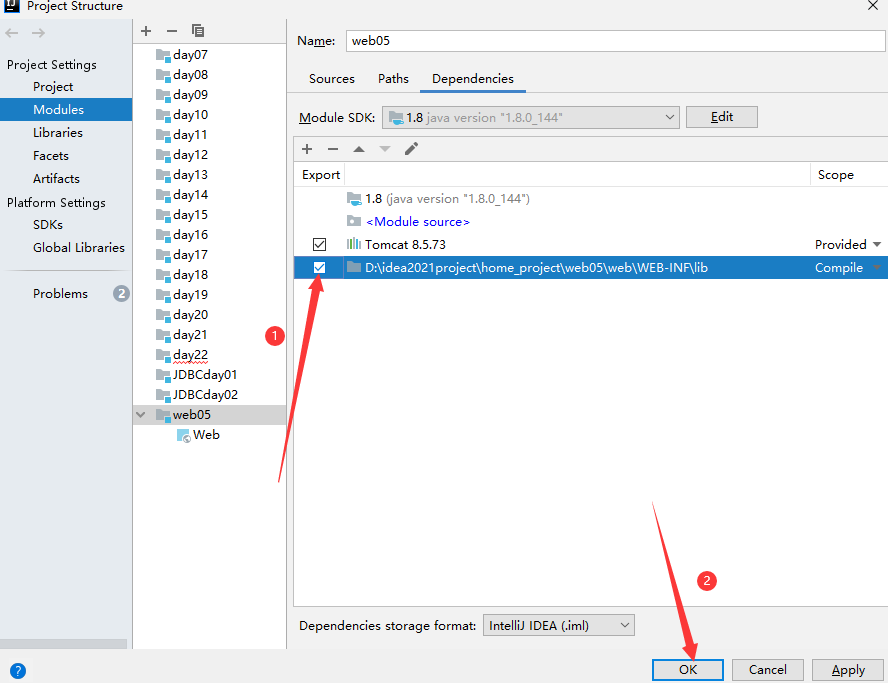 Project Structure
Project Settings
Project
Modules
Libraries
Facets
Artifacts
Platform Settings
SDKs
Global Libraries
Problems 2
day07
day08
day09
day10
day11
day12
day13
day14
day15
day16
day17
day18
day19
day20
day21
day22
JDBCday01
JDBCday02
web05
Web
Name: web05
Sources Paths Dependencies
Module SDK: 1.8 java version "1.8.0_144" Edit
Export Scope
1.8 (java version "1.8.0_144")
<Module source>
Tomcat 8.5.73 Provided
D:\idea2021project\home_project\web05\web\WEB-INF\lib Compile
1
2
Dependencies storage format: IntelliJ IDEA (.iml)
? OK Cancel Apply